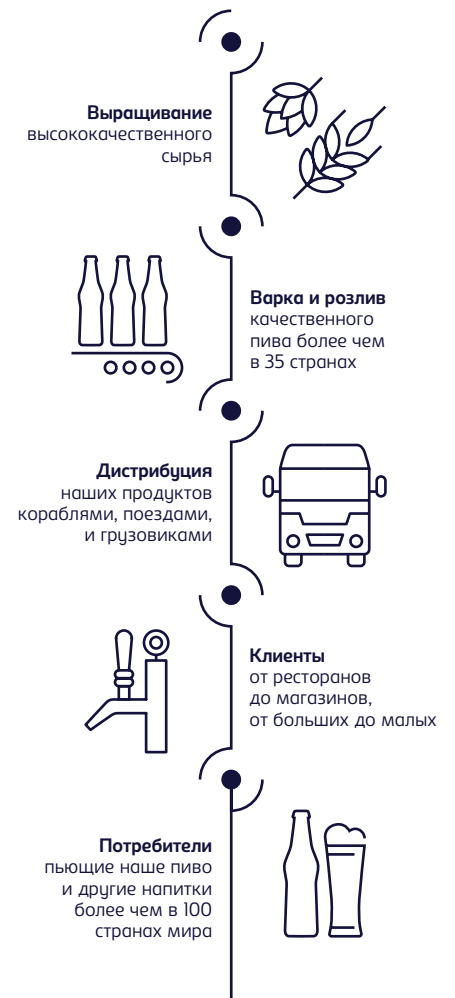 Выращивание
высококачественного
сырья
Варка и розлив
качественного
пива более чем
в 35 странах
Дистрибуция
наших продуктов
кораблями, поездами,
и грузовиками
Клиенты
от ресторанов
до магазинов,
от больших до малых
Потребители
пьющие наше пиво
и другие напитки
более чем в 100
странах мира